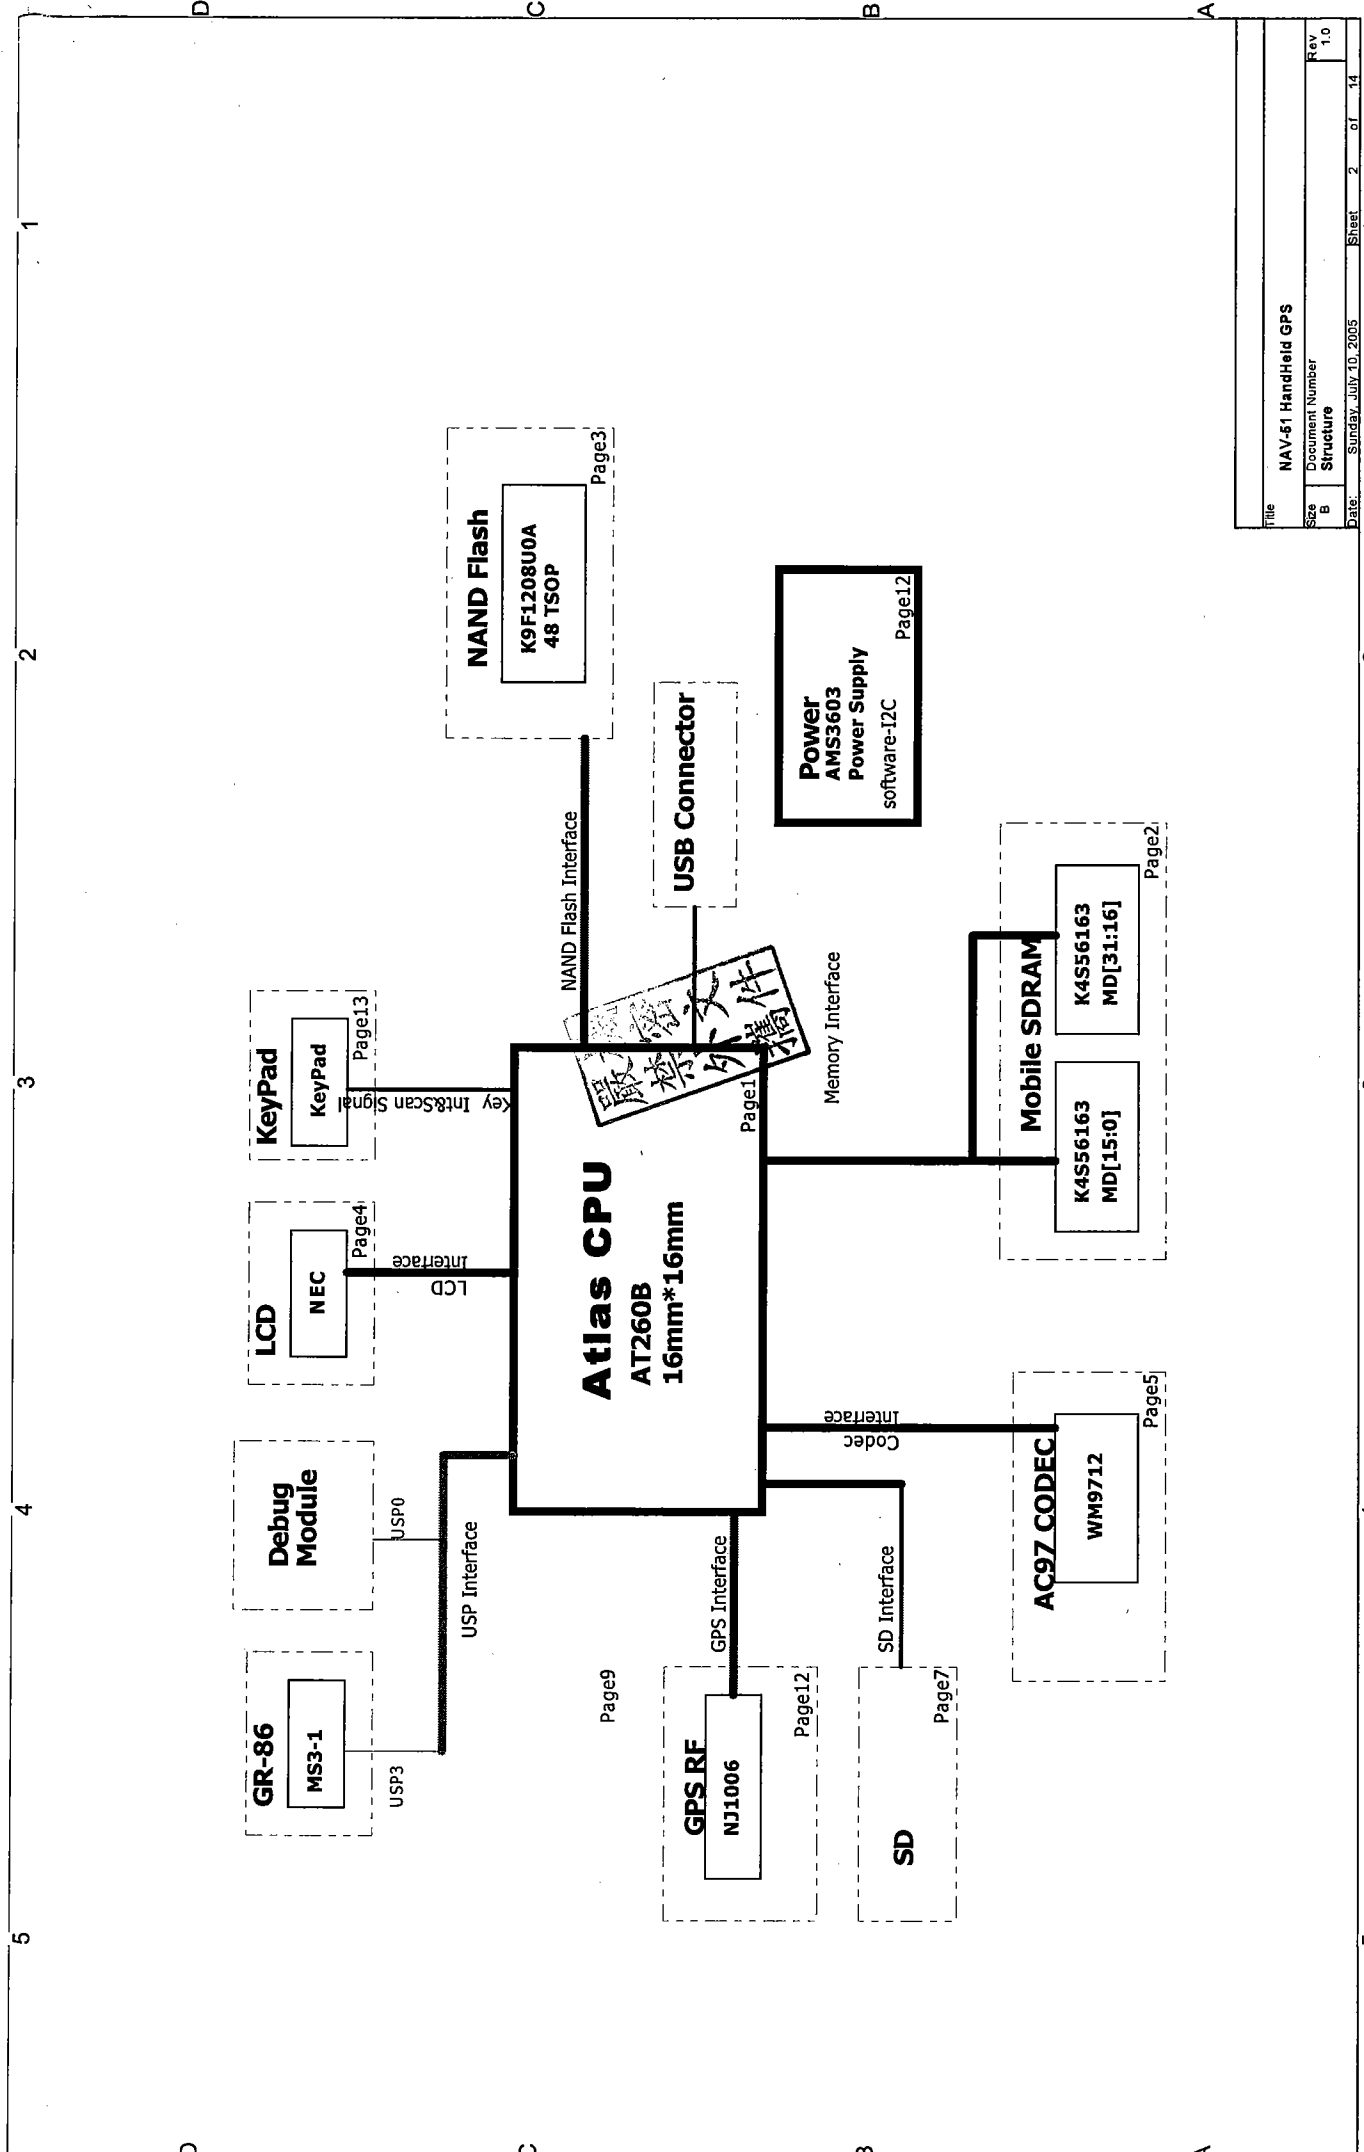 5
4
3
2
1
D
C
B
A
GR-86
MS3-1
USP3
Debug
Module
USP0
USP Interface
LCD
NEC
Page4
LCD
Interface
KeyPad
KeyPad
Page13
Key Int&Scan Signal
NAND Flash
K9F1208U0A
48 TSOP
Page3
NAND Flash Interface
Atlas CPU
AT260B
16mm*16mm
Page1
USB Connector
Power
AMS3603
Power Supply
software-I2C
Page12
Page9
GPS RF
NJ1006
Page12
GPS Interface
SD
Page7
SD Interface
AC97 CODEC
WM9712
Page5
Codec
Interface
Memory Interface
Mobile SDRAM
K4S56163
MD[15:0]
K4S56163
MD[31:16]
Page2
Title
NAV-51 HandHeld GPS
Size
B
Document Number
Structure
Rev
1.0
Date:
Sunday, July 10, 2005
Sheet
2
of
14
D
C
B
A